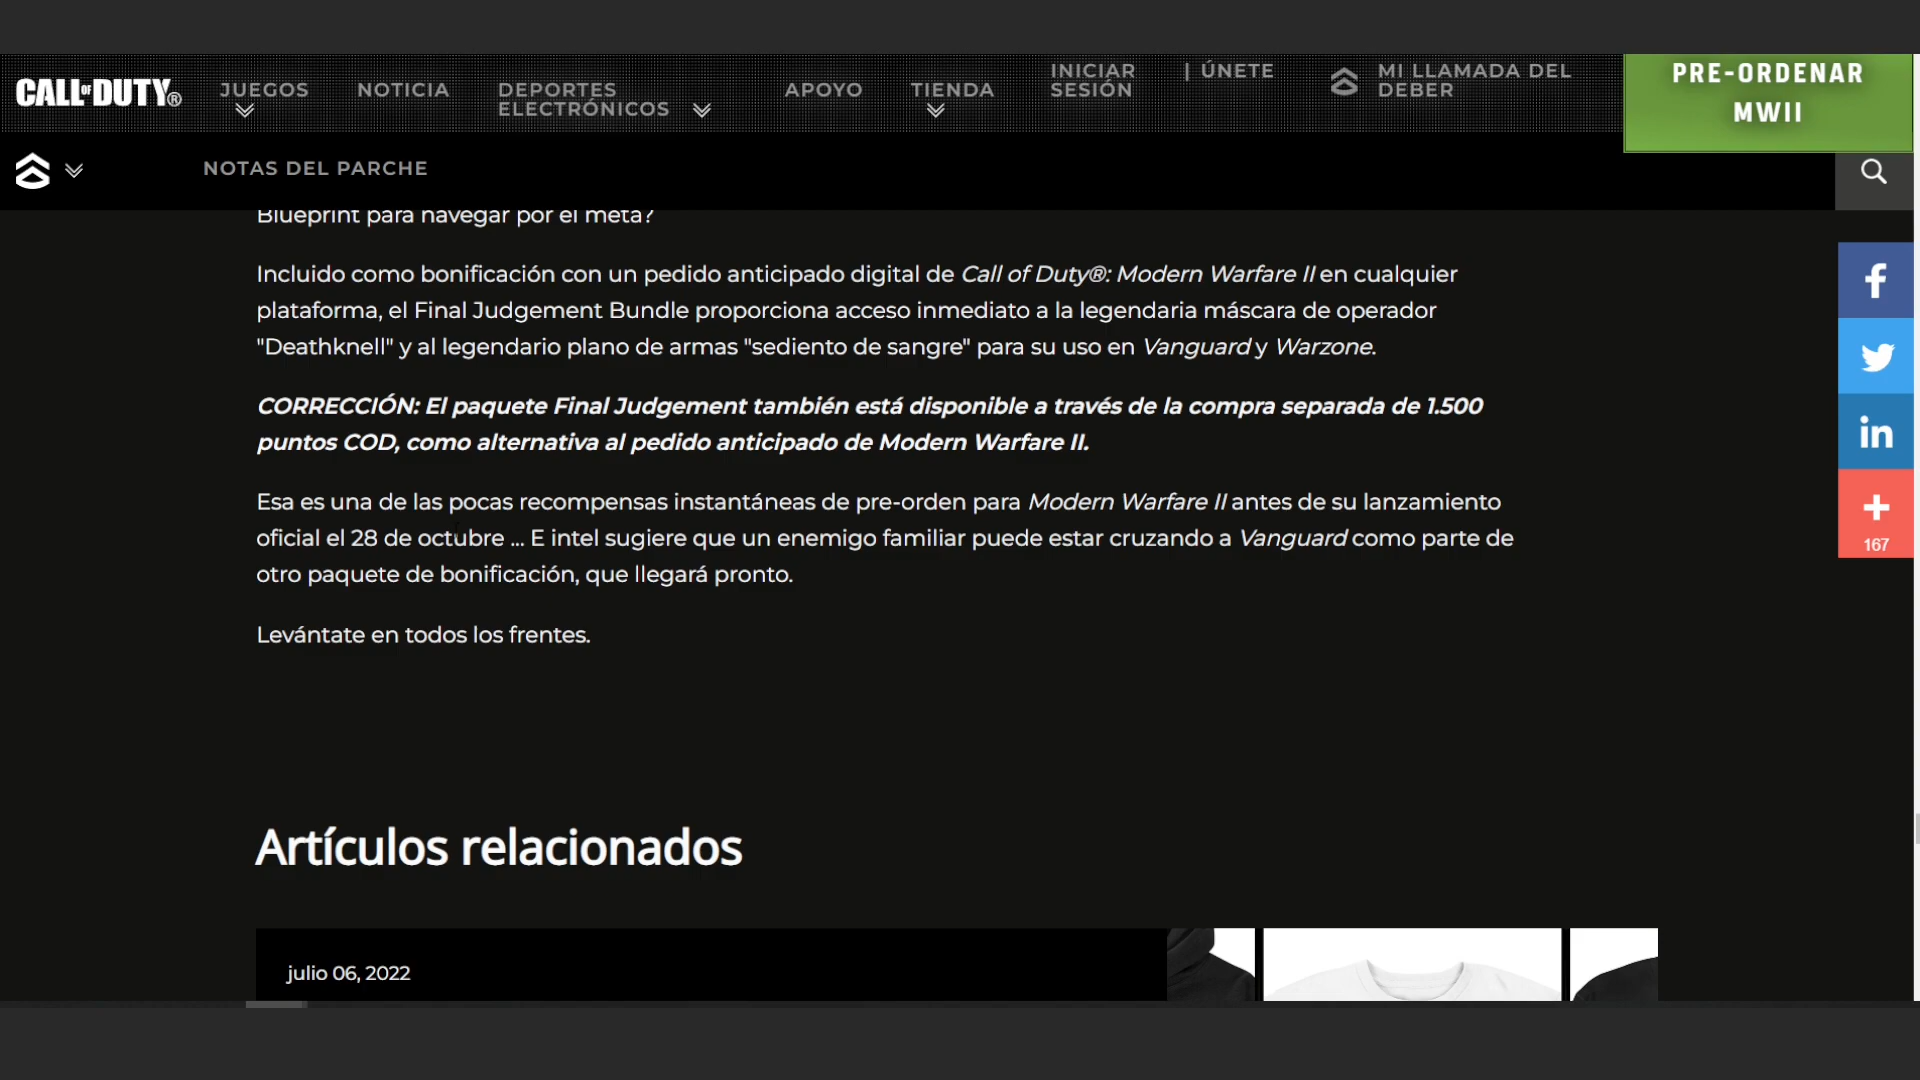 CALL OF DUTY®
JUEGOS
NOTICIA
DEPORTES
ELECTRÓNICOS
APOYO
TIENDA
INICIAR
SESIÓN
| ÚNETE
MI LLAMADA DEL
DEBER
PRE-ORDENAR
MWII
NOTAS DEL PARCHE
Blueprint para navegar por el meta?
Incluido como bonificación con un pedido anticipado digital de Call of Duty®: Modern Warfare II en cualquier
plataforma, el Final Judgement Bundle proporciona acceso inmediato a la legendaria máscara de operador
"Deathknell" y al legendario plano de armas "sediento de sangre" para su uso en Vanguard y Warzone.
CORRECCIÓN: El paquete Final Judgement también está disponible a través de la compra separada de 1.500
puntos COD, como alternativa al pedido anticipado de Modern Warfare II.
Esa es una de las pocas recompensas instantáneas de pre-orden para Modern Warfare II antes de su lanzamiento
oficial el 28 de octubre ... E intel sugiere que un enemigo familiar puede estar cruzando a Vanguard como parte de
otro paquete de bonificación, que llegará pronto.
Levántate en todos los frentes.
167
Artículos relacionados
julio 06, 2022